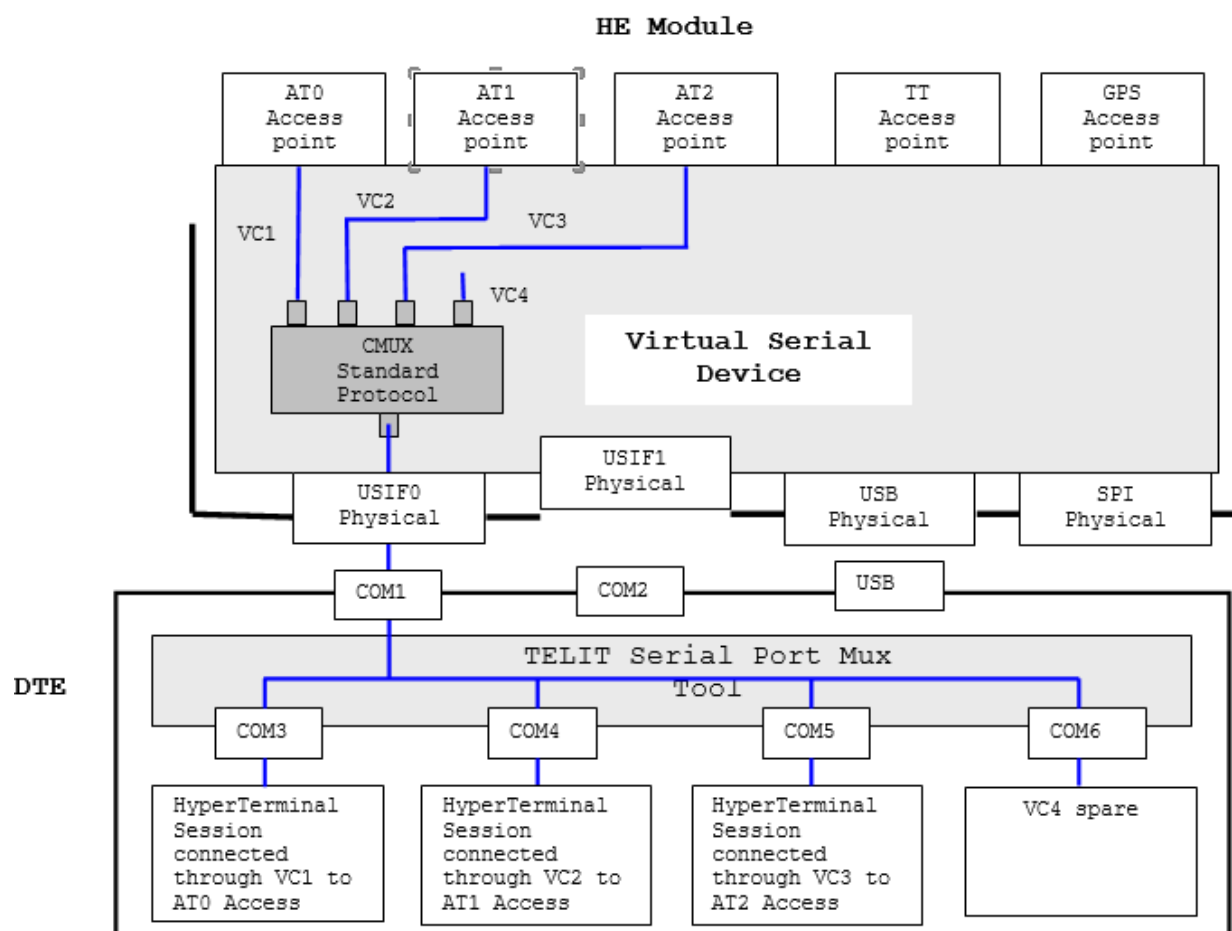 HE Module
AT0
Access
point
AT1
Access
point
AT2
Access
point
TT
Access
point
GPS
Access
point
VC1
VC2
VC3
VC4
CMUX
Standard
Protocol
Virtual Serial
Device
USIF0
Physical
USIF1
Physical
USB
Physical
SPI
Physical
COM1
COM2
USB
DTE
TELIT Serial Port Mux
Tool
COM3
COM4
COM5
COM6
HyperTerminal
Session
connected
through VC1 to
AT0 Access
HyperTerminal
Session
connected
through VC2 to
AT1 Access
HyperTerminal
Session
connected
through VC3 to
AT2 Access
VC4 spare